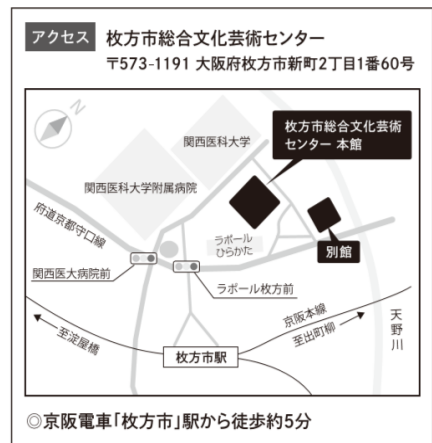 アクセス 枚方市総合文化芸術センター
〒573-1191 大阪府枚方市新町2丁目1番60号
N
枚方市総合文化芸術
センター 本館
関西医科大学
関西医科大学附属病院
府道京都守口線
ラポール
ひらかた
別館
関西医大病院前
ラポール枚方前
京阪本線
至出町柳
天野川
至淀屋橋
枚方市駅
◎京阪電車「枚方市」駅から徒歩約5分